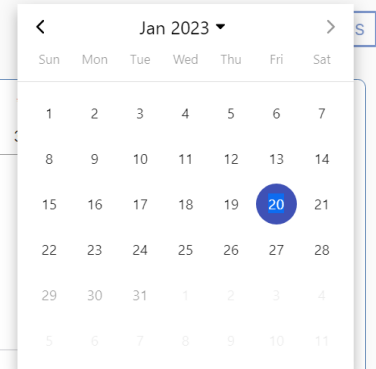 Jan 2023
S
Sun Mon Tue Wed Thu Fri Sat
1 2 3 4 5 6 7
8 9 10 11 12 13 14
15 16 17 18 19 20 21
22 23 24 25 26 27 28
29 30 31 1 2 3 4
5 6 7 8 9 10 11